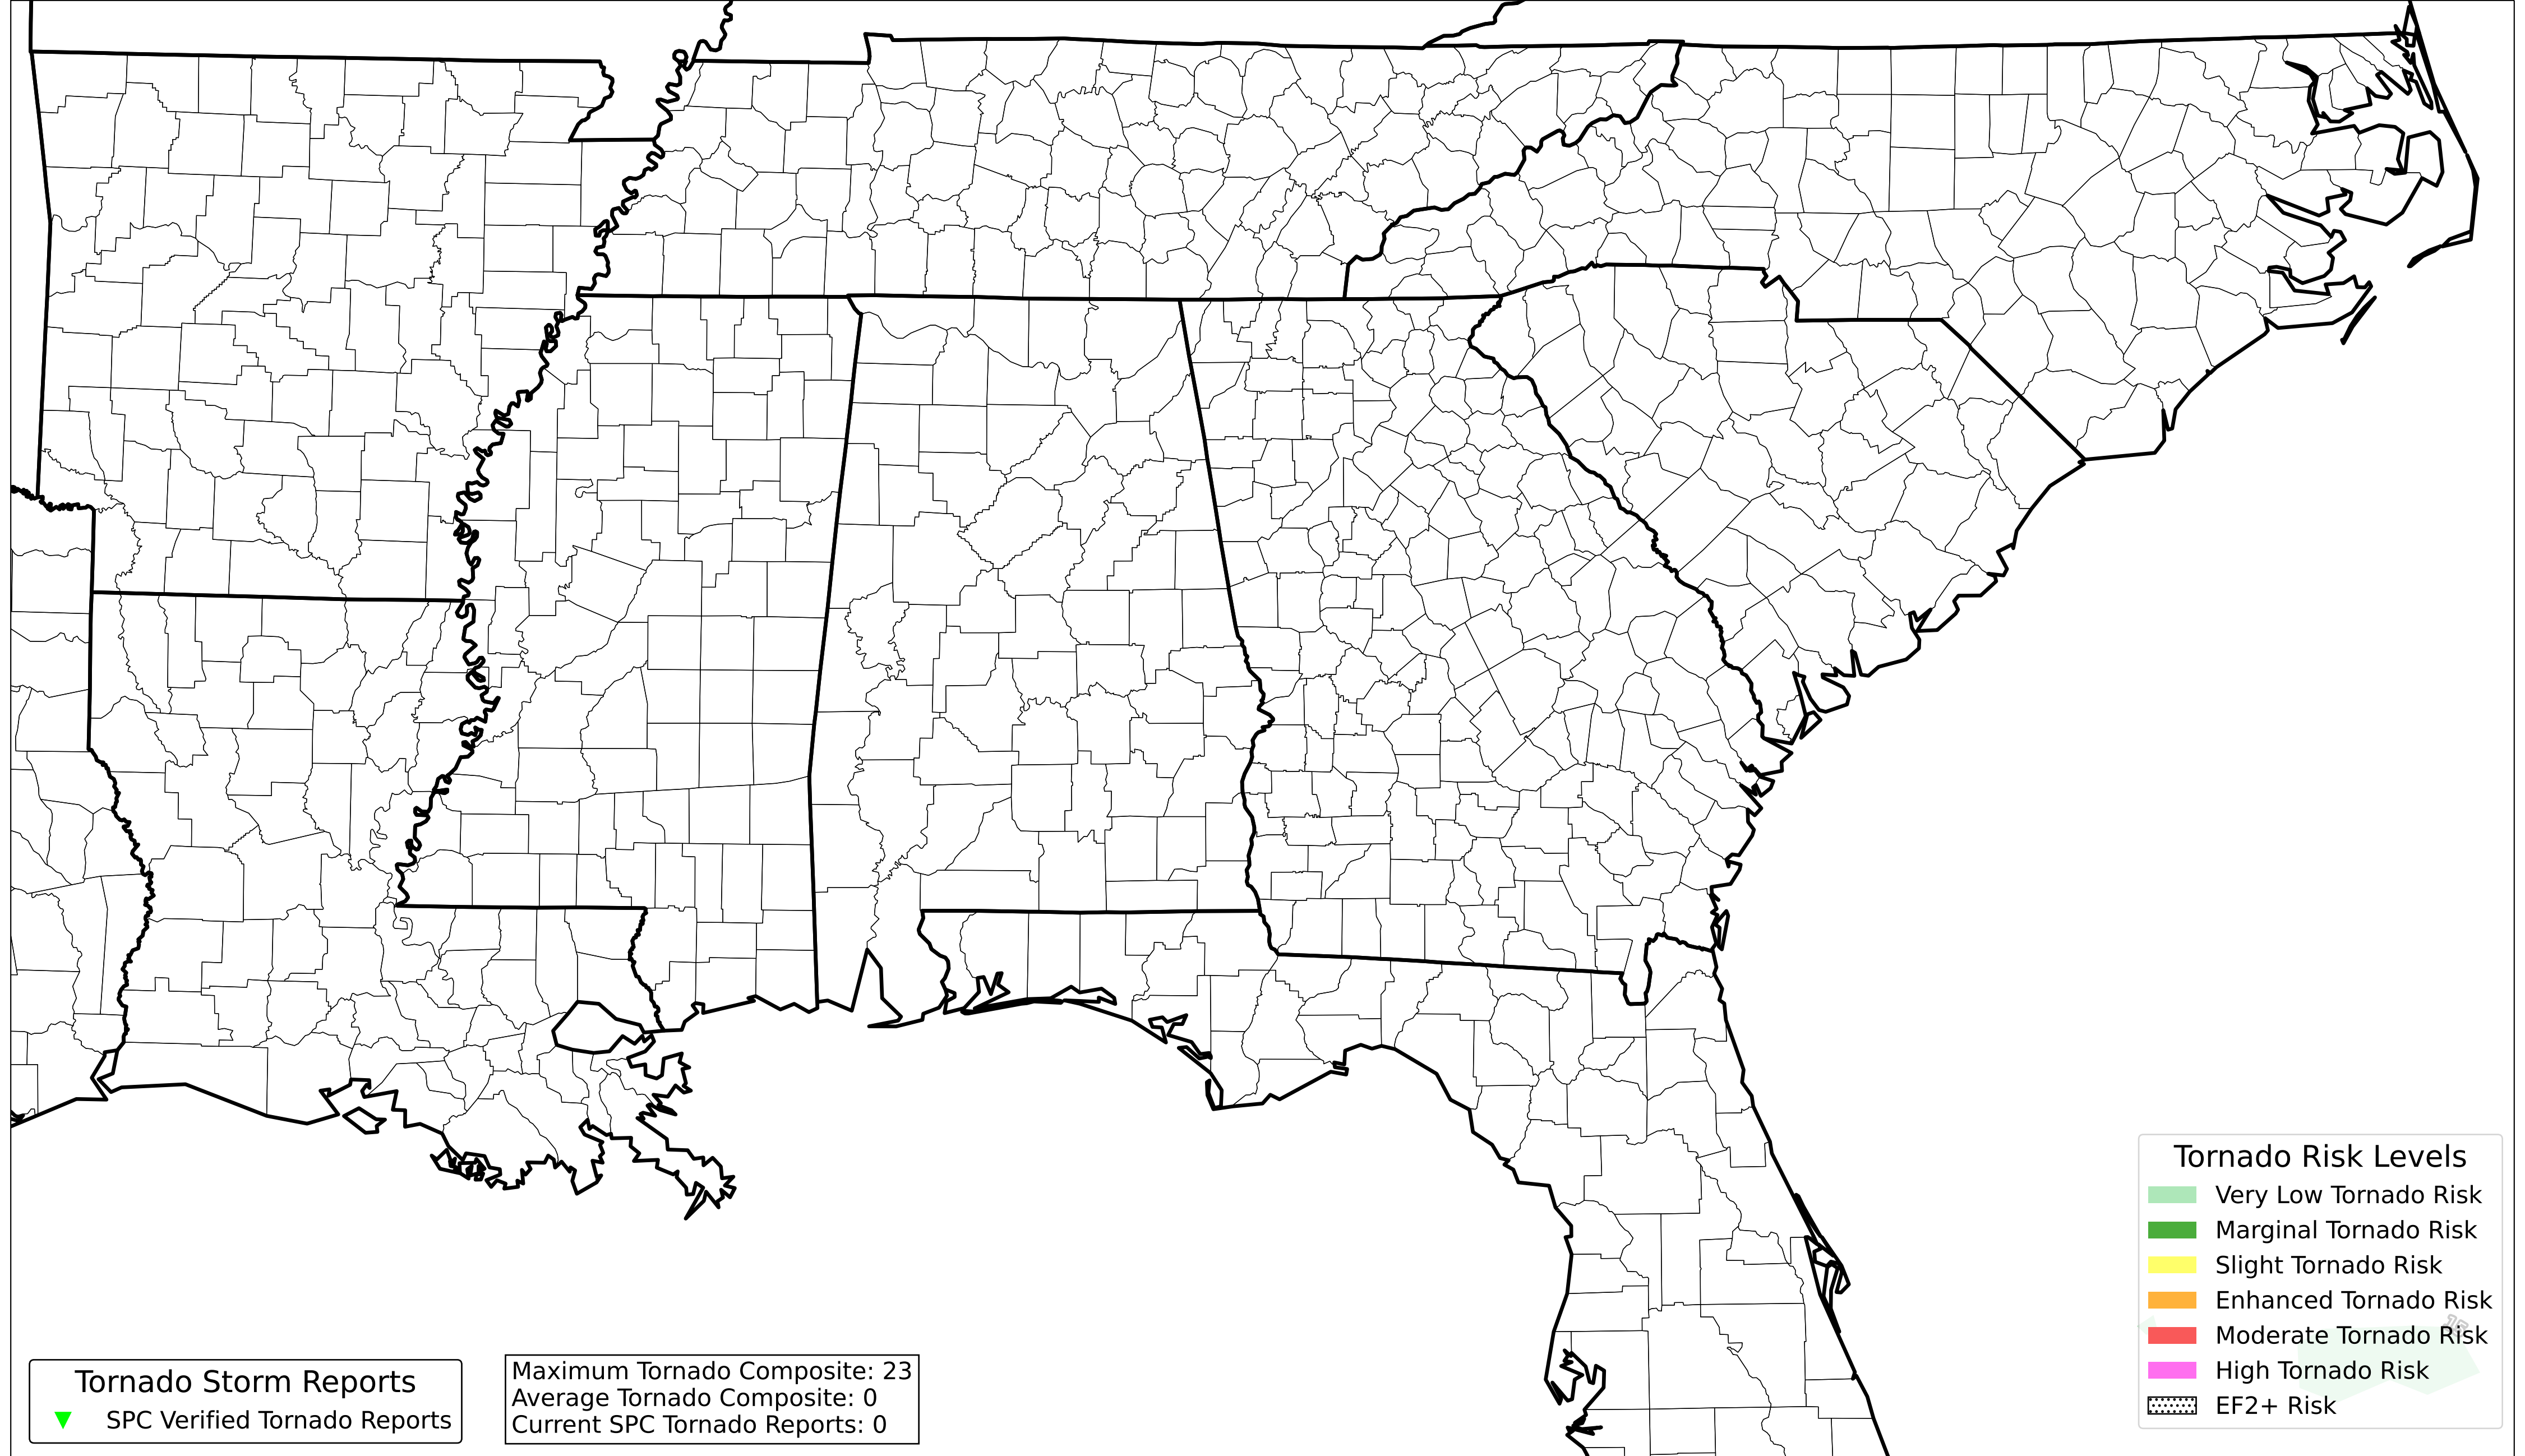 Tornado Risk Levels
Very Low Tornado Risk
Marginal Tornado Risk
Slight Tornado Risk
Enhanced Tornado Risk
15
Moderate Tornado Risk
High Tornado Risk
EF2+ Risk
Tornado Storm Reports
SPC Verified Tornado Reports
Maximum Tornado Composite: 23
Average Tornado Composite: 0
Current SPC Tornado Reports: 0